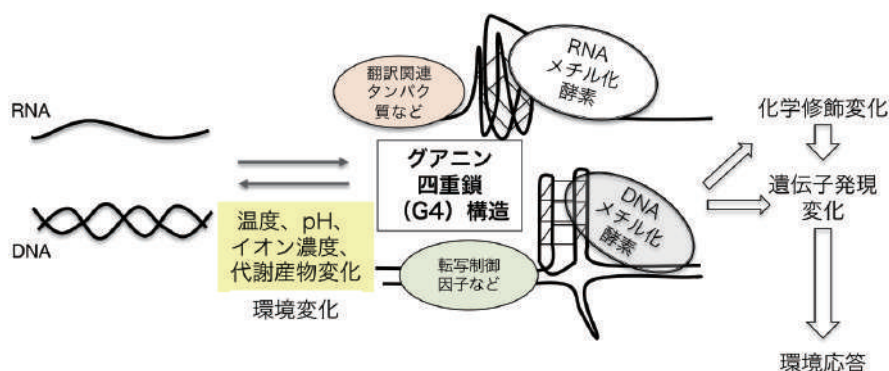 RNA
DNA
温度、pH、
イオン濃度、
代謝産物変化
環境変化
翻訳関連
タンパク
質など
RNA
メチル化
酵素
グアニン
四重鎖
（G4）構造
DNA
メチル化
酵素
転写制御
因子など
化学修飾変化
遺伝子発現
変化
環境応答